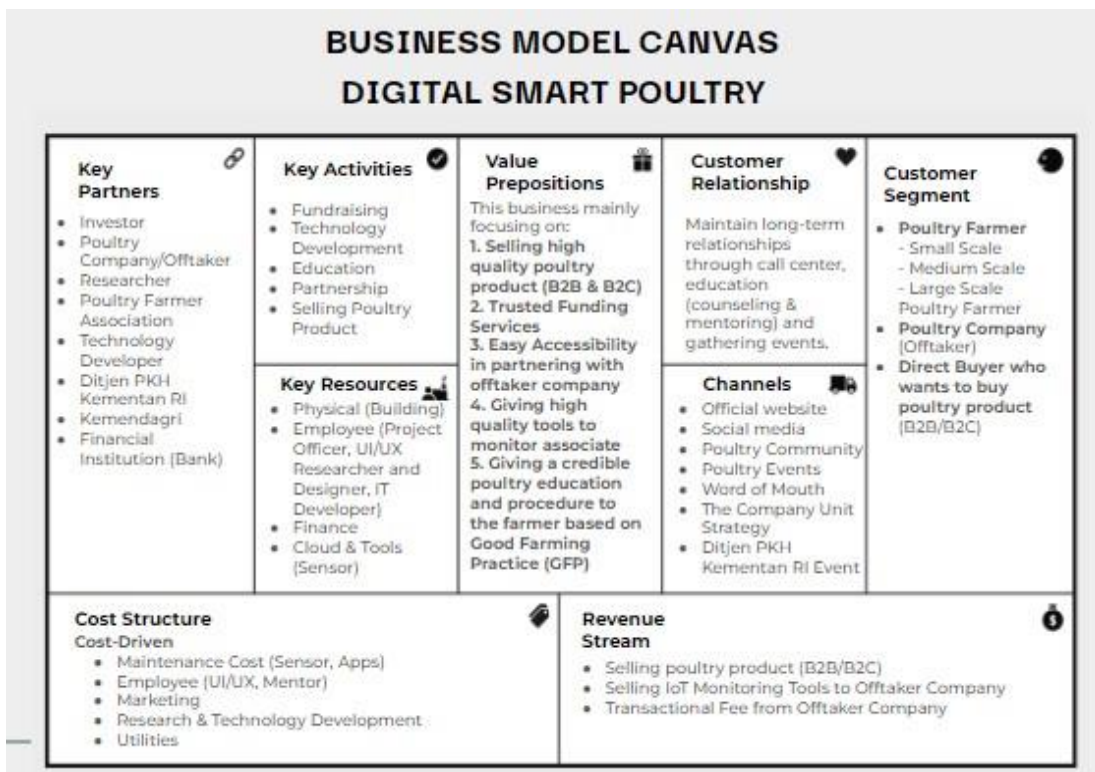 BUSINESS MODEL CANVAS
DIGITAL SMART POULTRY
Key
Partners
• Investor
• Poultry
Company/Offtaker
• Researcher
• Poultry Farmer
Association
• Technology
Developer
• Ditjen PKH
Kementan RI
• Kemendagri
• Financial
Institution (Bank)
Key Activities
• Fundraising
• Technology
Development
• Education
• Partnership
• Selling Poultry
Product
Key Resources
• Physical (Building)
• Employee (Project
Officer, UI/UX
Researcher and
Designer, IT
Developer)
• Finance
• Cloud & Tools
(Sensor)
Value
Prepositions
This business mainly
focusing on:
1. Selling high
quality poultry
product (B2B & B2C)
2. Trusted Funding
Services
3. Easy Accessibility
in partnering with
offtaker company
4. Giving high
quality tools to
monitor associate
5. Giving a credible
poultry education
and procedure to
the farmer based on
Good Farming
Practice (GFP)
Customer
Relationship
Maintain long-term
relationships
through call center,
education
(counseling &
mentoring) and
gathering events.
Channels
• Official website
• Social media
• Poultry Community
• Poultry Events
• Word of Mouth
• The Company Unit
Strategy
• Ditjen PKH
Kementan RI Event
Customer
Segment
• Poultry Farmer
- Small Scale
- Medium Scale
- Large Scale
Poultry Farmer
• Poultry Company
(Offtaker)
• Direct Buyer who
wants to buy
poultry product
(B2B/B2C)
Cost Structure
Cost-Driven
• Maintenance Cost (Sensor, Apps)
• Employee (UI/UX, Mentor)
• Marketing
• Research & Technology Development
• Utilities
Revenue
Stream
• Selling poultry product (B2B/B2C)
• Selling IoT Monitoring Tools to Offtaker Company
• Transactional Fee from Offtaker Company